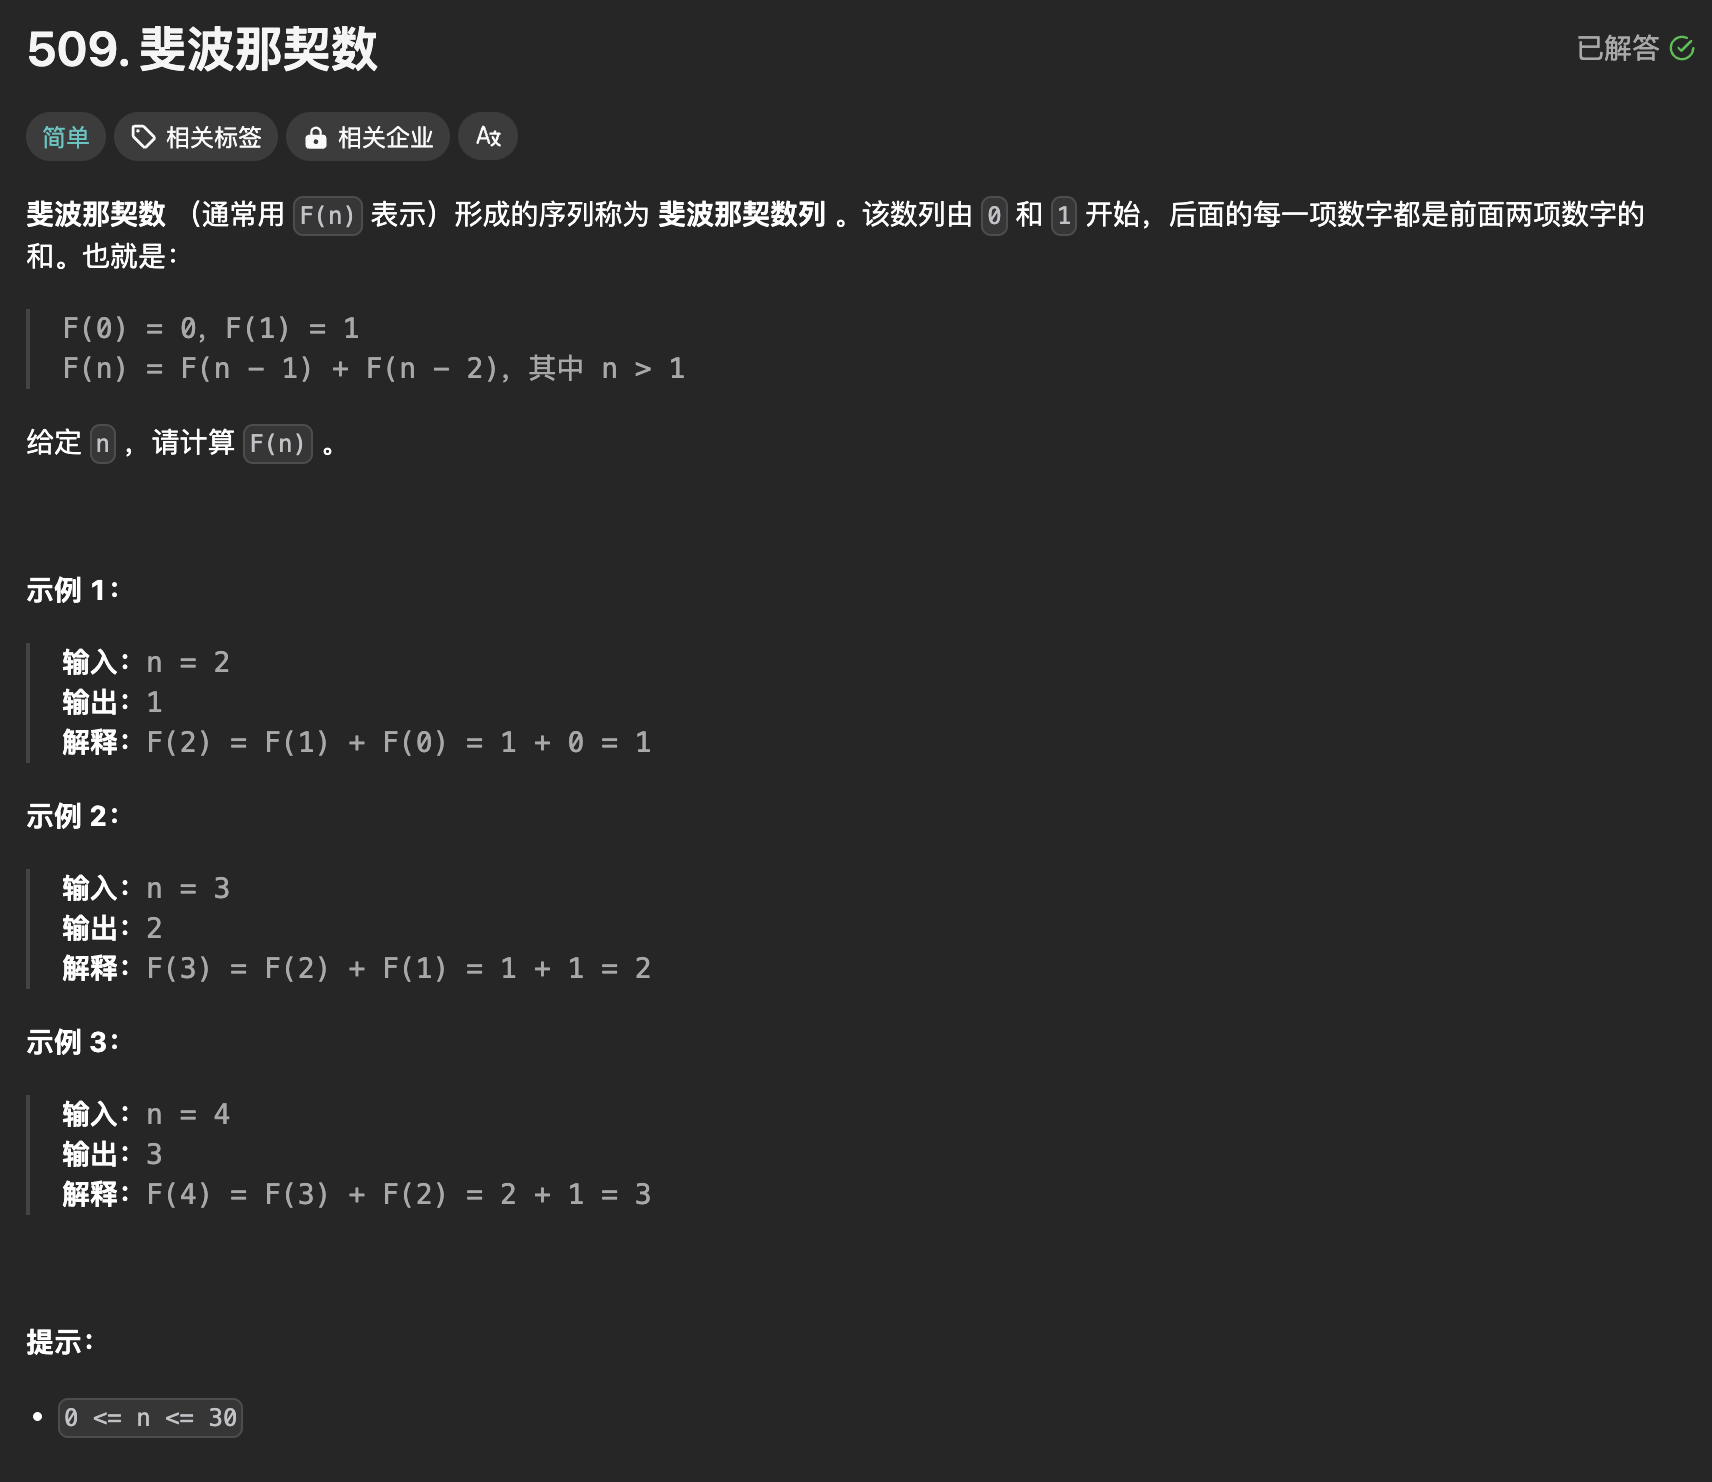 509. 斐波那契数
已解答
简单
相关标签
相关企业
斐波那契数 （通常用 F(n) 表示）形成的序列称为 斐波那契数列 。该数列由 0 和 1 开始，后面的每一项数字都是前面两项数字的
和。也就是：
F(0) = 0，F(1) = 1
F(n) = F(n - 1) + F(n - 2)，其中 n > 1
给定 n ，请计算 F(n) 。
示例 1：
输入：n = 2
输出：1
解释：F(2) = F(1) + F(0) = 1 + 0 = 1
示例 2：
输入：n = 3
输出：2
解释：F(3) = F(2) + F(1) = 1 + 1 = 2
示例 3：
输入：n = 4
输出：3
解释：F(4) = F(3) + F(2) = 2 + 1 = 3
提示：
• 0 <= n <= 30